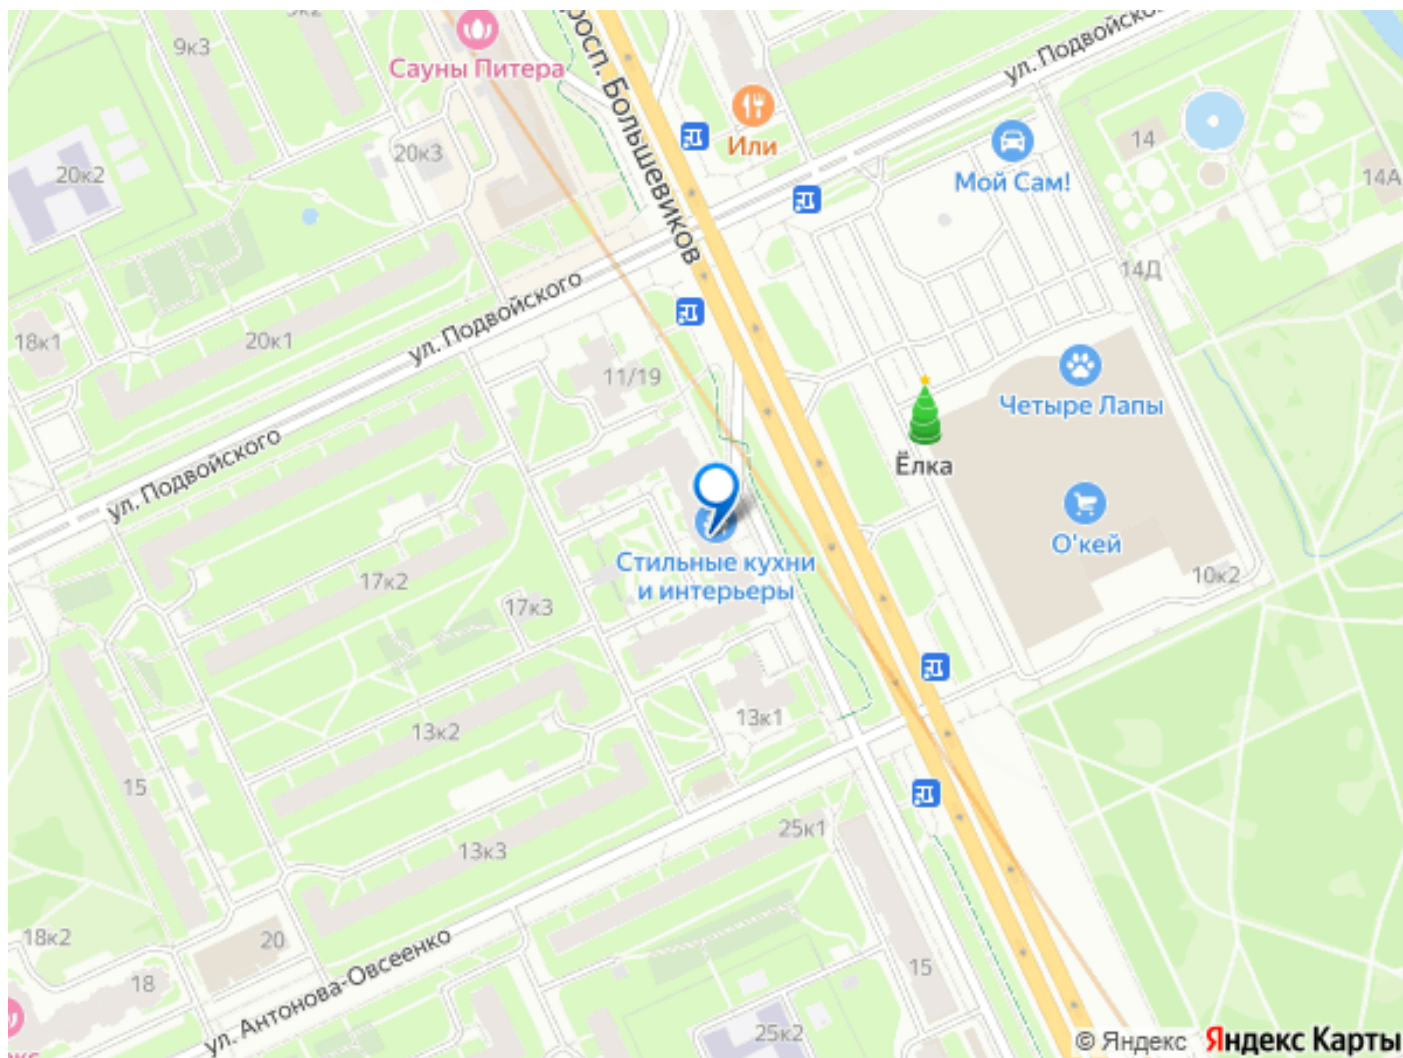 9к3
Сауны Питера
просп. Большевиков
ул. Подвойско
Или
Мой Сам!
14
14А
20к3
20к2
14Д
ул. Подвойского
18к1
20к1
11/19
Четыре Лапы
Ёлка
ул. Подвойского
О'кей
Стильные кухни
и интерьеры
10к2
17к2
17к3
13к1
13к2
15
25к1
13к3
18к2
20
ул. Антонова-Овсеенко
15
18
25к2
© Яндекс Яндекс Карты